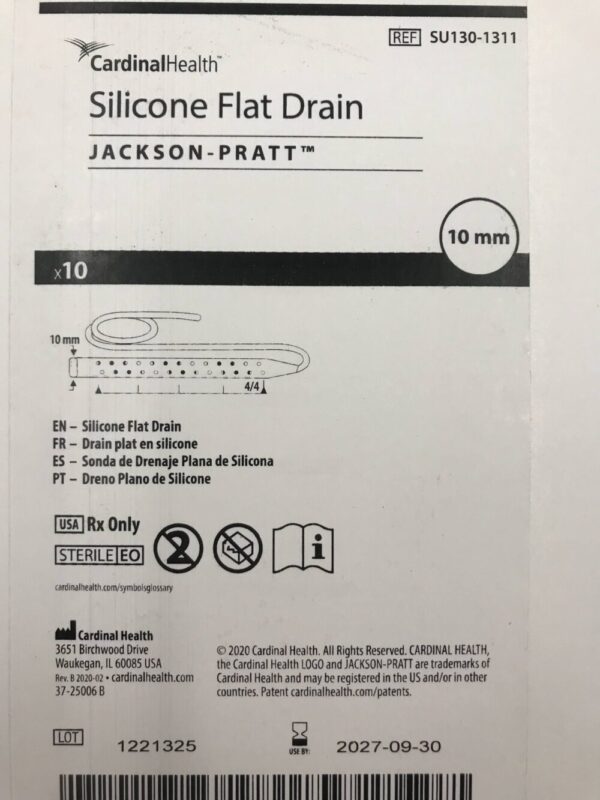 REF SU130-1311
CardinalHealth™
Silicone Flat Drain
JACKSON-PRATT™
10 mm
x10
10 mm
4/4
EN – Silicone Flat Drain
FR – Drain plat en silicone
ES – Sonda de Drenaje Plana de Silicona
PT – Dreno Plano de Silicone
USA Rx Only
STERILE EO 2 i
cardinalhealth.com/symbolsglossary
Cardinal Health
3651 Birchwood Drive
Waukegan, IL 60085 USA
Rev. B 2020-02 • cardinalhealth.com
37-25006 B
© 2020 Cardinal Health. All Rights Reserved. CARDINAL HEALTH,
the Cardinal Health LOGO and JACKSON-PRATT are trademarks of
Cardinal Health and may be registered in the US and/or in other
countries. Patent cardinalhealth.com/patents.
LOT 1221325
USE BY: 2027-09-30